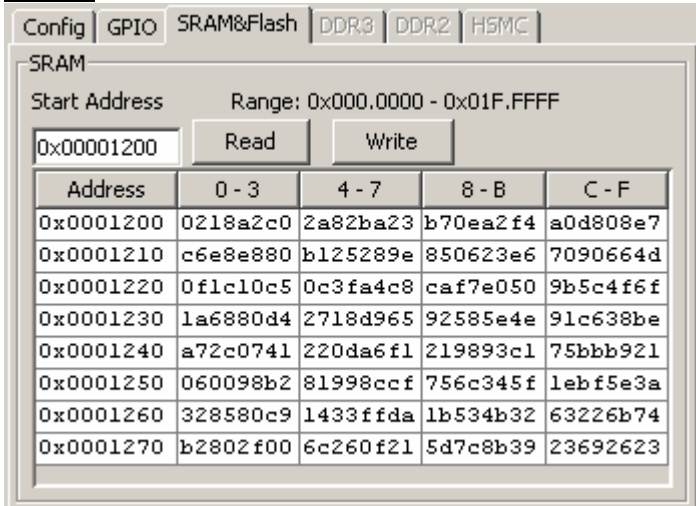 Config GPIO SRAM&Flash DDR3 DDR2 HSMC
SRAM
Start Address Range: 0x000.0000 - 0x01F.FFFF
0x00001200 Read Write
Address 0 - 3 4 - 7 8 - B C - F
0x0001200 0218a2c0 2a82ba23 b70ea2f4 a0d808e7
0x0001210 c6e8e880 b125289e 850623e6 7090664d
0x0001220 0f1c10c5 0c3fa4c8 caf7e050 9b5c4f6f
0x0001230 1a6880d4 2718d965 92585e4e 91c638be
0x0001240 a72c0741 220da6f1 219893c1 75bbb921
0x0001250 060098b2 81998ccf 756c345f 1ebf5e3a
0x0001260 328580c9 1433ffda 1b534b32 63226b74
0x0001270 b2802f00 6c260f21 5d7c8b39 23692623